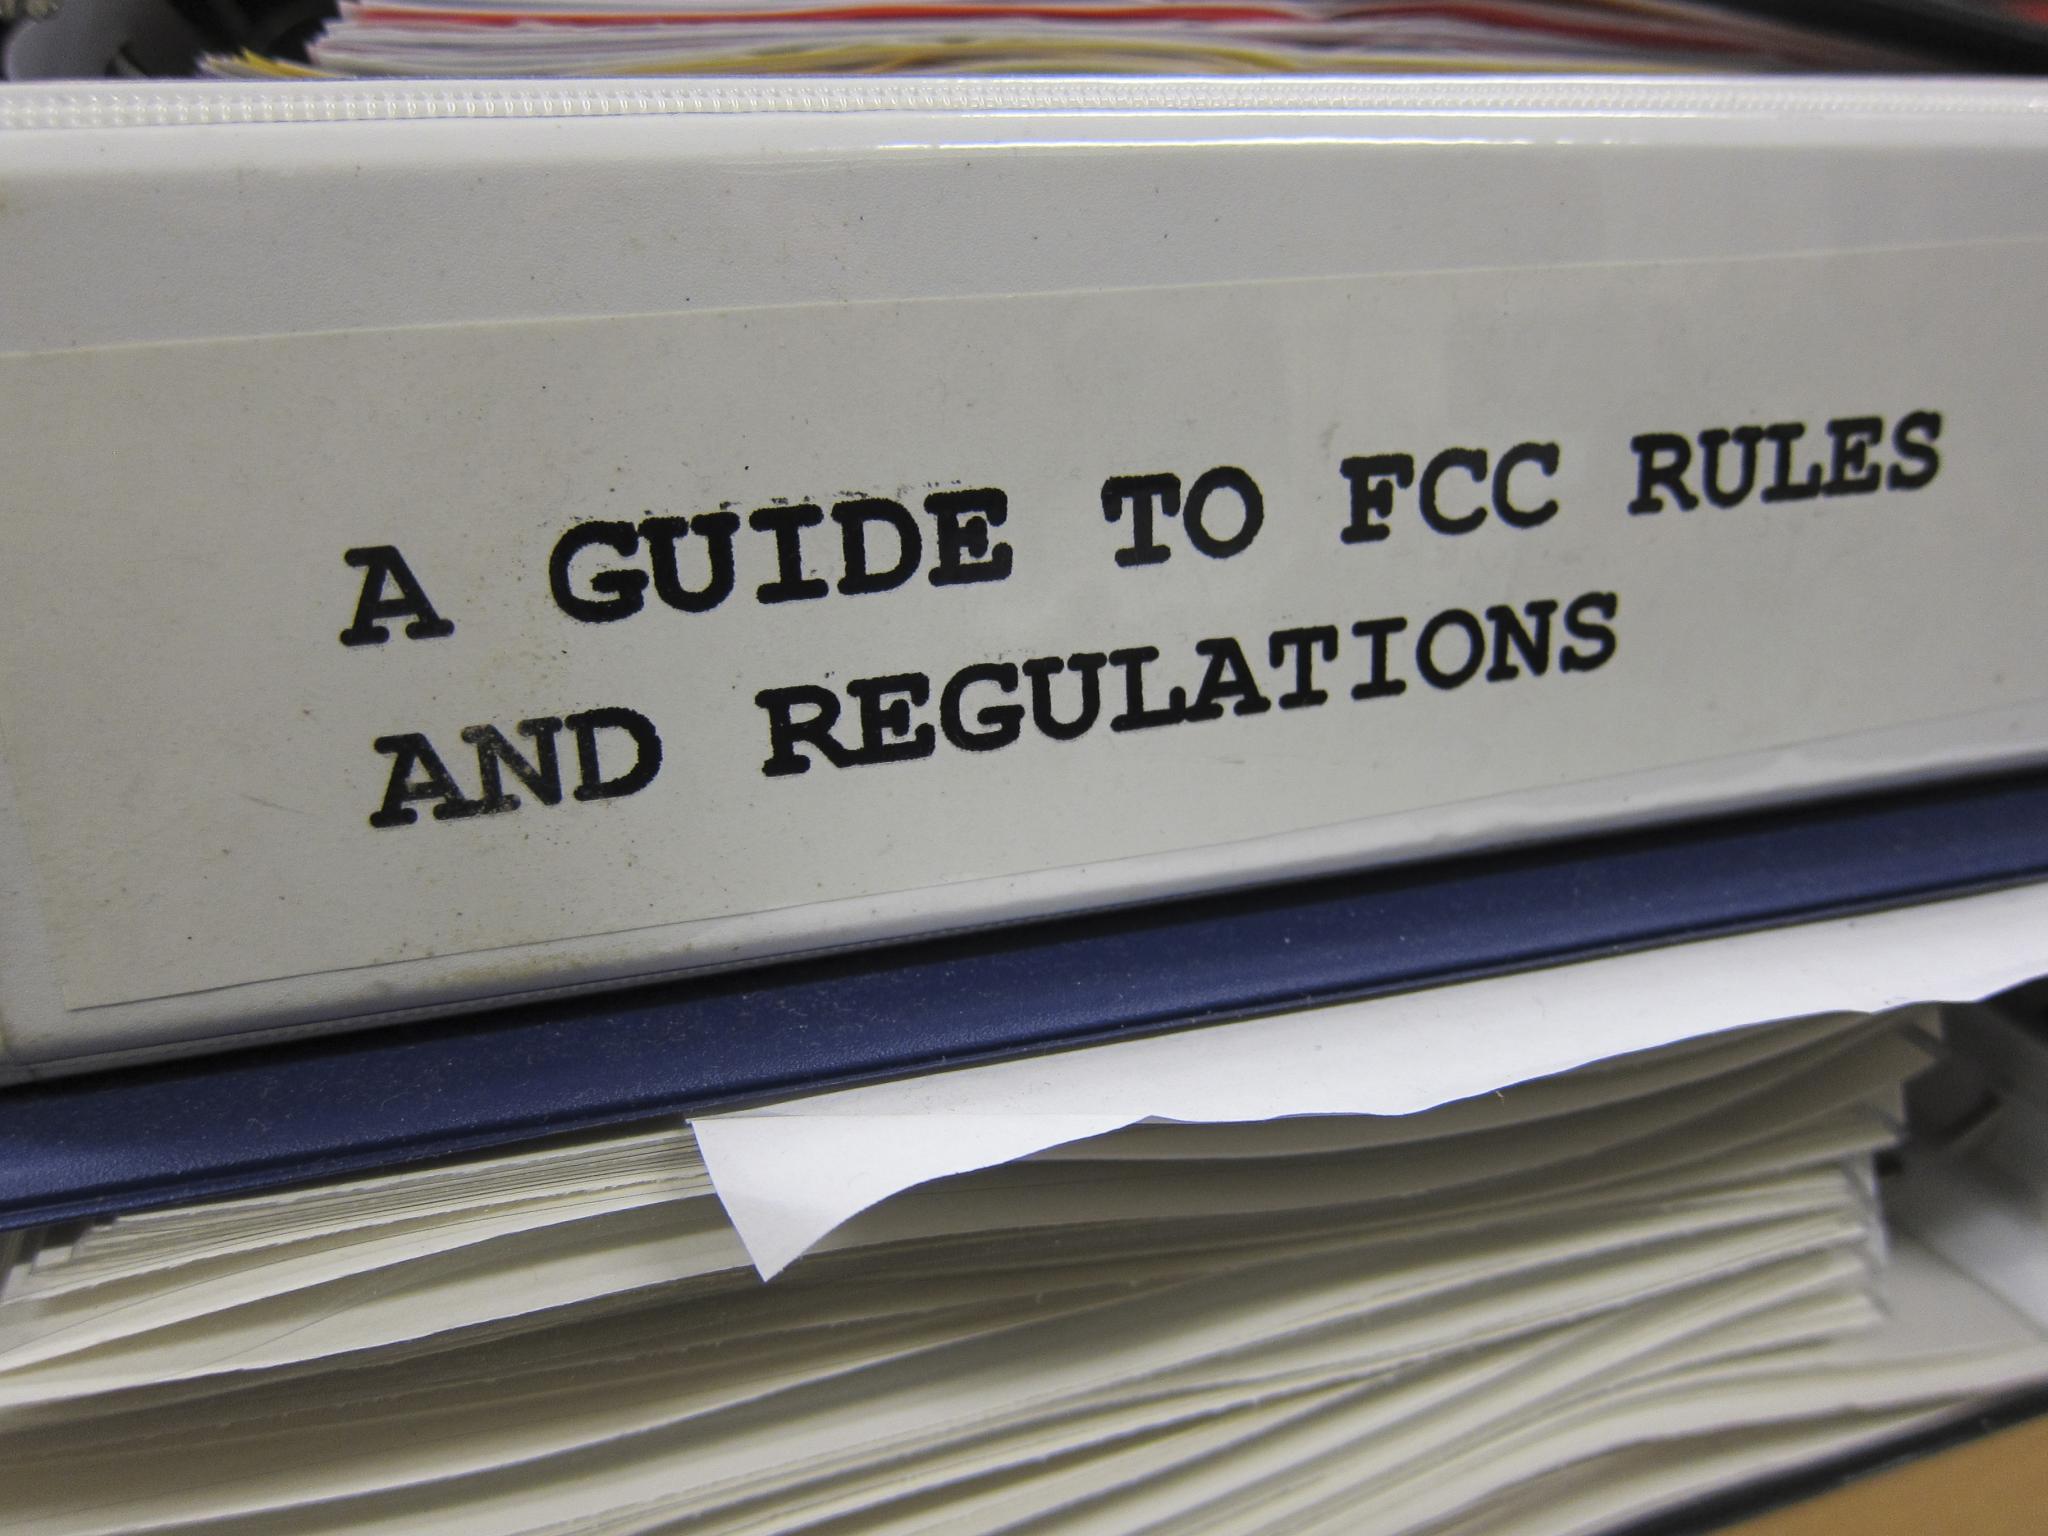 A GUIDE TO FCC RULES
AND REGULATIONS